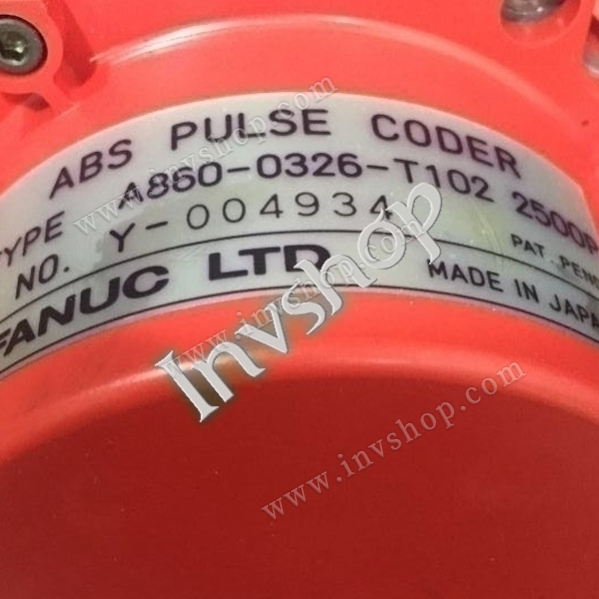 ABS PULSE CODER
TYPE A860-0326-T102 2500P
NO. Y-004934
PAT. PEND
FANUC LTD
MADE IN JAPA
Invshop
www.invshop.com
www.invshop.com
www.invshop.com